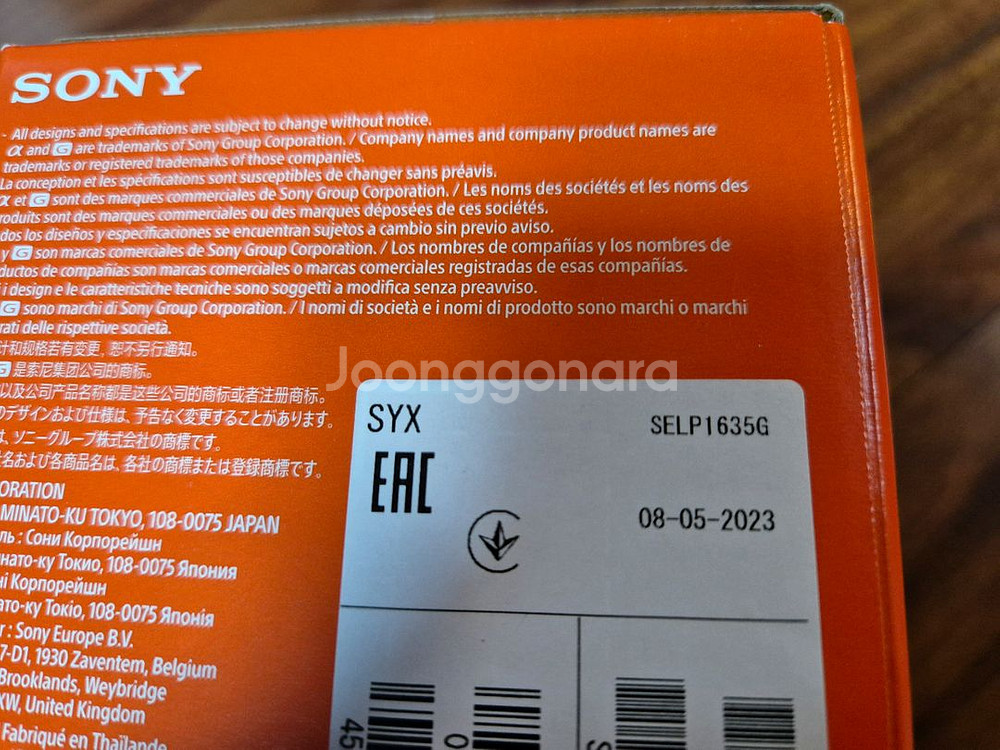 SONY
- All designs and specifications are subject to change without notice.
α and G are trademarks of Sony Group Corporation. / Company names and company product names are
trademarks or registered trademarks of those companies.
La conception et les spécifications sont susceptibles de changer sans préavis.
α et G sont des marques commerciales de Sony Group Corporation. / Les noms des sociétés et les noms des
produits sont des marques commerciales ou des marques déposées de ces sociétés.
dos los diseños y especificaciones se encuentran sujetos a cambio sin previo aviso.
y G son marcas comerciales de Sony Group Corporation. / Los nombres de compañías y los nombres de
ductos de compañías son marcas comerciales o marcas comerciales registradas de esas compañías.
i design e le caratteristiche tecniche sono soggetti a modifica senza preavviso.
G sono marchi di Sony Group Corporation. / I nomi di società e i nomi di prodotto sono marchi o marchi
rati delle rispettive società.
计和规格若有变更，恕不另行通知。
G 是索尼集团公司的商标。
以及公司产品名称都是这些公司的商标或者注册商标。
のデザインおよび仕様は、予告なく変更することがあります。
は、ソニーグループ株式会社の商標です。
名および各商品名は、各社の商標または登録商標です。
ORATION
MINATO-KU TOKYO, 108-0075 JAPAN
ль : Сони Корпорейшн
нато-ку Токио, 108-0075 Япония
ні Корпорейшн
ато-ку Токіо, 108-0075 Японія
r : Sony Europe B.V.
7-D1, 1930 Zaventem, Belgium
Brooklands, Weybridge
XW, United Kingdom
Fabriqué en Thaïlande
Joonggonara
SYX
SELP1635G
EAC
08-05-2023
45
0
S